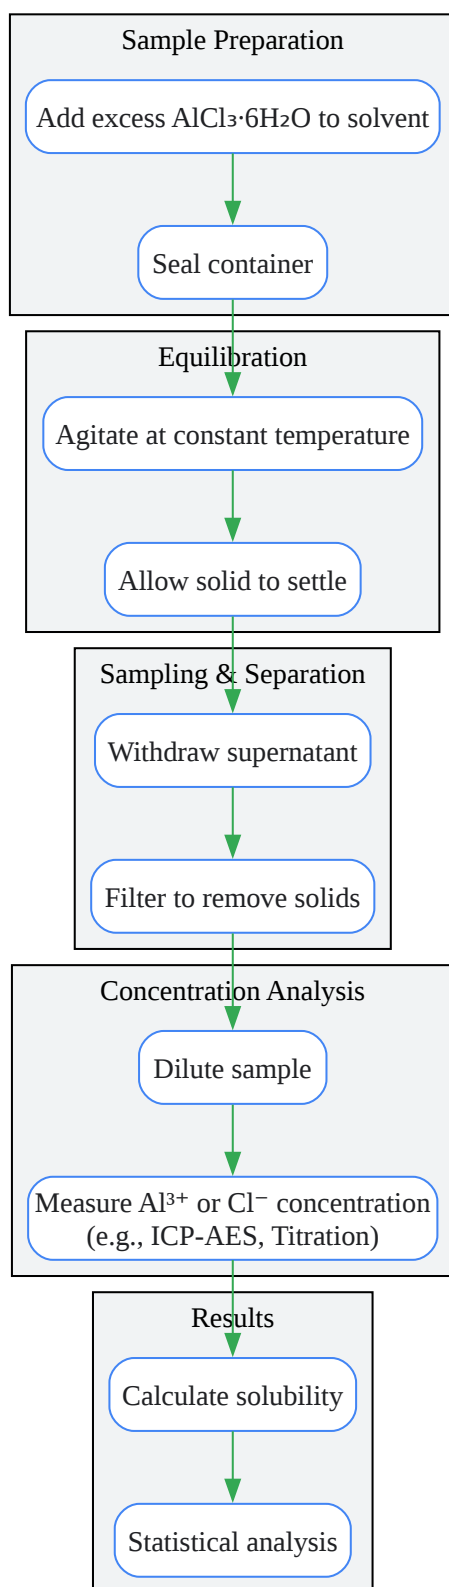 Sample Preparation
Add excess AlCl₃·6H₂O to solvent
Seal container
Equilibration
Agitate at constant temperature
Allow solid to settle
Sampling & Separation
Withdraw supernatant
Filter to remove solids
Concentration Analysis
Dilute sample
Measure Al³⁺ or Cl⁻ concentration
(e.g., ICP-AES, Titration)
Results
Calculate solubility
Statistical analysis